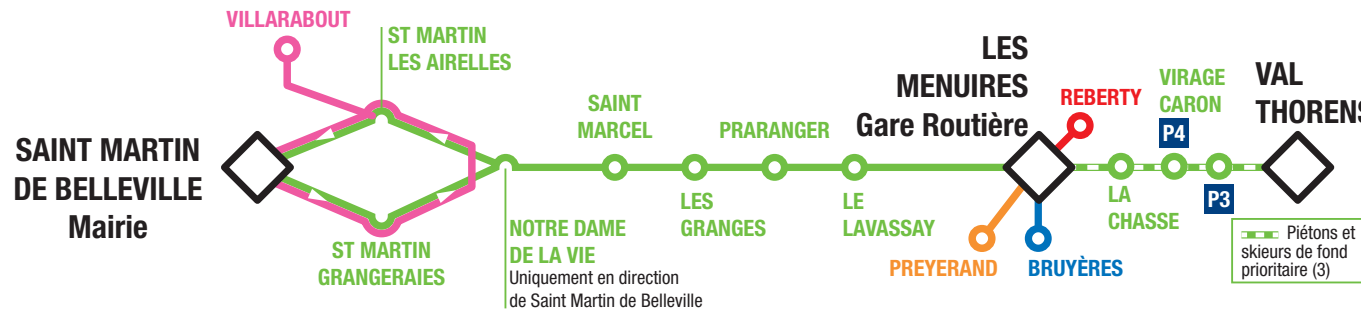 VILLARABOUT
ST MARTIN
LES AIRELLES
SAINT MARTIN
DE BELLEVILLE
Mairie
ST MARTIN
GRANGERAIES
NOTRE DAME
DE LA VIE
Uniquement en direction
de Saint Martin de Belleville
SAINT
MARCEL
LES
GRANGES
PRARANGER
LE
LAVASSAY
LES
MENUIRES
Gare Routière
REBERTY
PREYERAND
BRUYÈRES
LA
CHASSE
VIRAGE
CARON
P4
P3
VAL
THORENS
Piétons et
skieurs de fond
prioritaire (3)